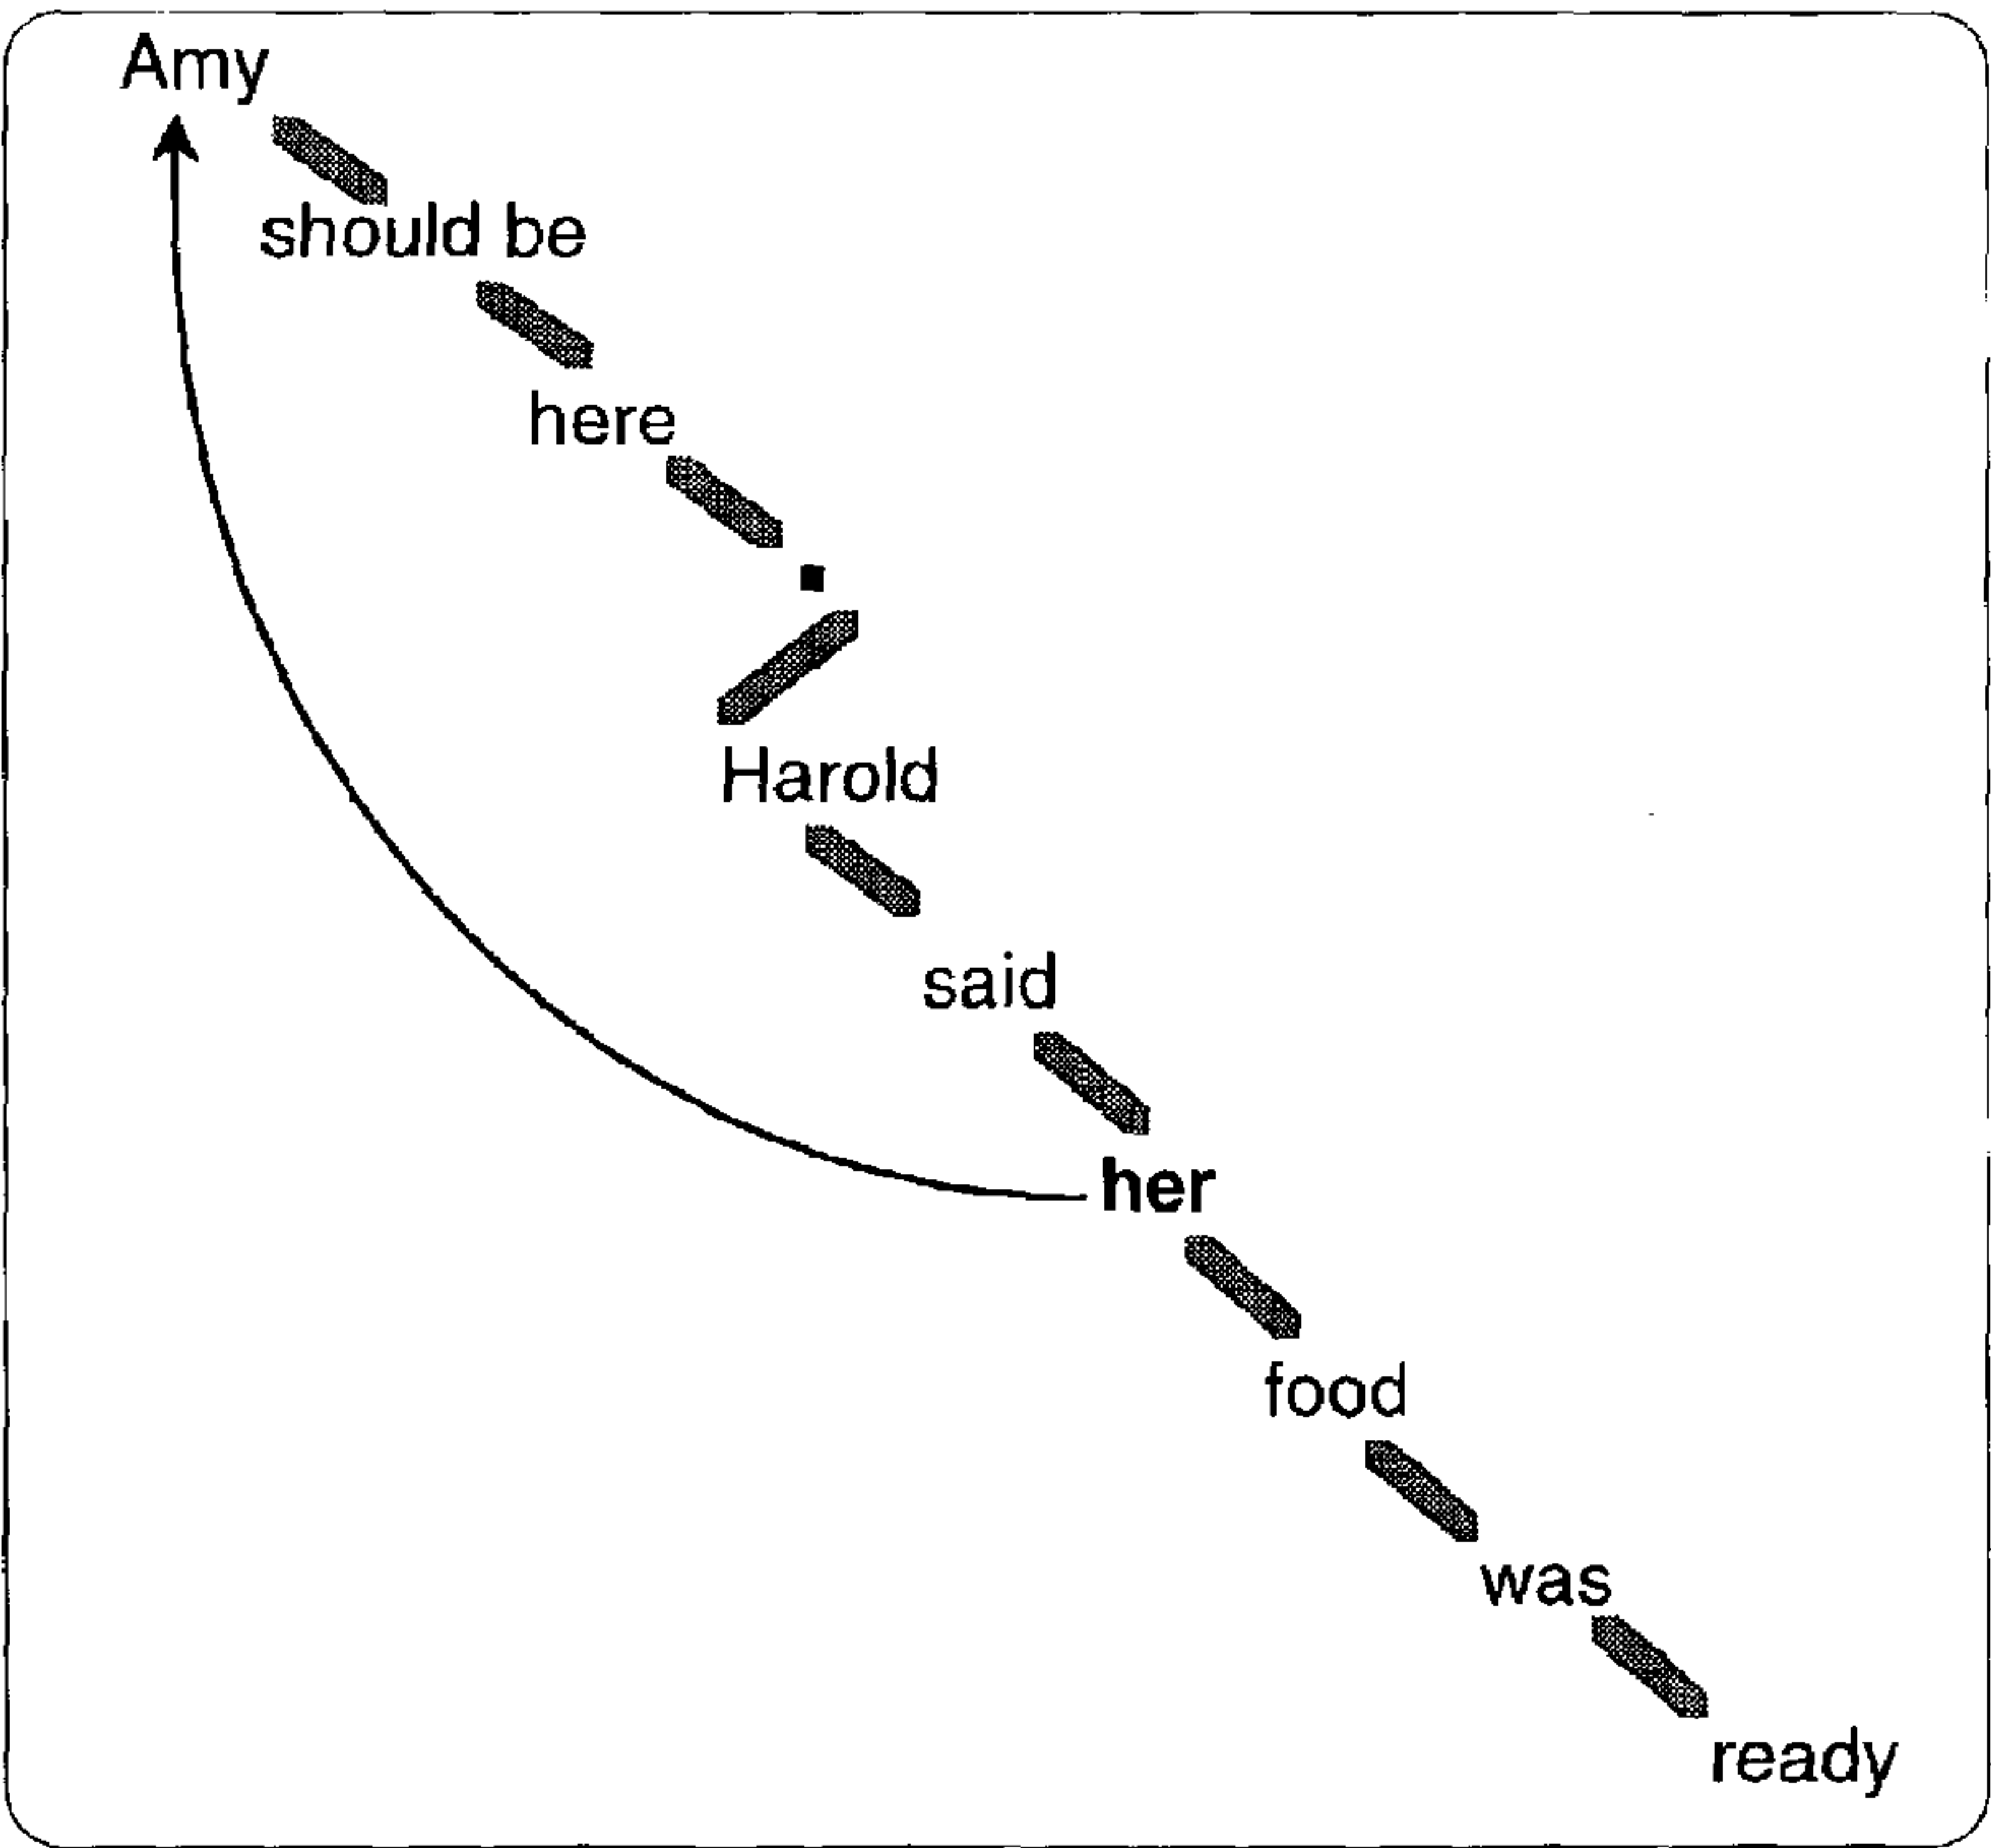 Amy
should be
here
.
Harold
said
her
food
was
ready